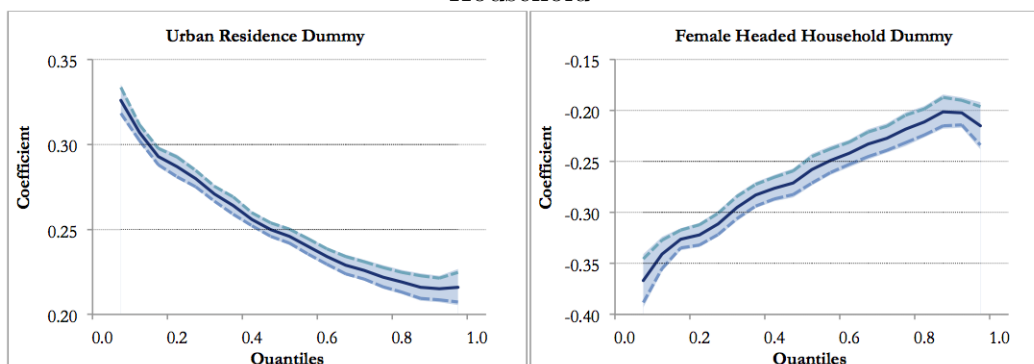 Household
Urban Residence Dummy
0.35
0.30
0.25
0.20
Coefficient
0.0 0.2 0.4 0.6 0.8 1.0
Quantiles
Female Headed Household Dummy
-0.15
-0.20
-0.25
-0.30
-0.35
-0.40
Coefficient
0.0 0.2 0.4 0.6 0.8 1.0
Quantiles